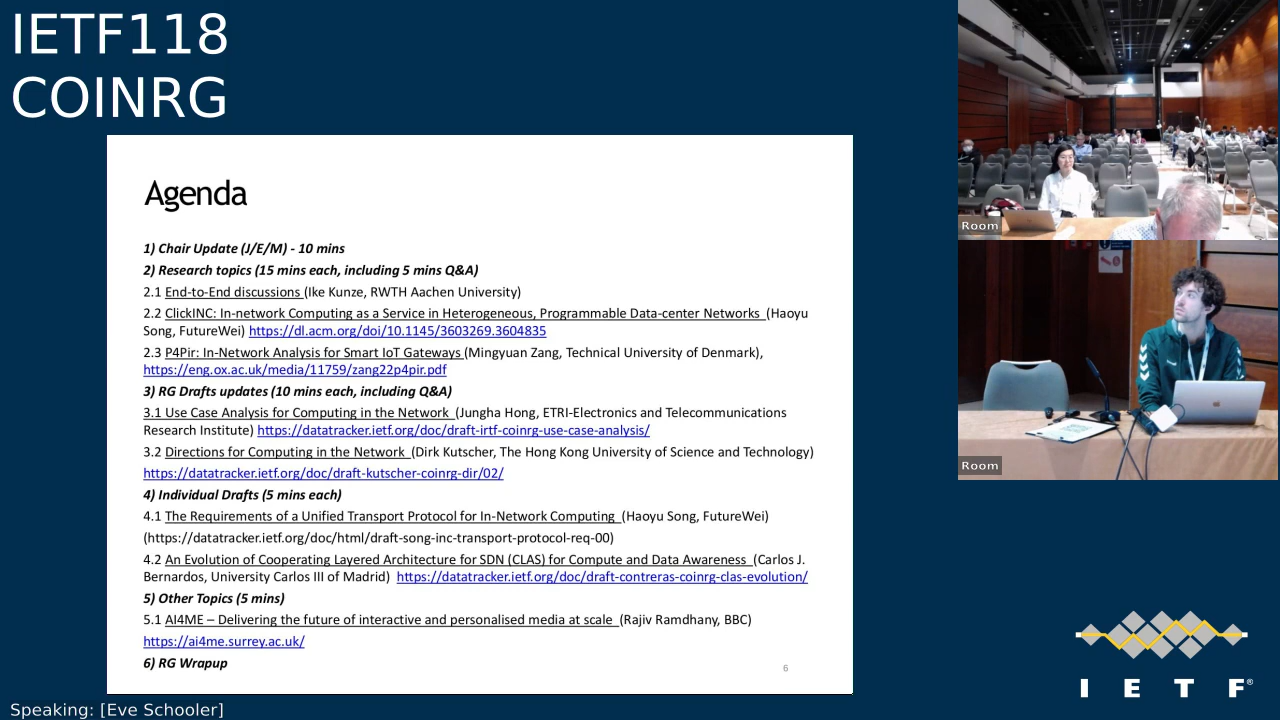 IETF118
COINRG
Agenda
1) Chair Update (J/E/M) - 10 mins
2) Research topics (15 mins each, including 5 mins Q&A)
2.1 End-to-End discussions (Ike Kunze, RWTH Aachen University)
2.2 ClickINC: In-network Computing as a Service in Heterogeneous, Programmable Data-center Networks (Haoyu
Song, FutureWei) https://dl.acm.org/doi/10.1145/3603269.3604835
2.3 P4Pir: In-Network Analysis for Smart IoT Gateways (Mingyuan Zang, Technical University of Denmark),
https://eng.ox.ac.uk/media/11759/zang22p4pir.pdf
3) RG Drafts updates (10 mins each, including Q&A)
3.1 Use Case Analysis for Computing in the Network (Jungha Hong, ETRI-Electronics and Telecommunications
Research Institute) https://datatracker.ietf.org/doc/draft-irtf-coinrg-use-case-analysis/
3.2 Directions for Computing in the Network (Dirk Kutscher, The Hong Kong University of Science and Technology)
https://datatracker.ietf.org/doc/draft-kutscher-coinrg-dir/02/
4) Individual Drafts (5 mins each)
4.1 The Requirements of a Unified Transport Protocol for In-Network Computing (Haoyu Song, FutureWei)
(https://datatracker.ietf.org/doc/html/draft-song-inc-transport-protocol-req-00)
4.2 An Evolution of Cooperating Layered Architecture for SDN (CLAS) for Compute and Data Awareness (Carlos J.
Bernardos, University Carlos III of Madrid) https://datatracker.ietf.org/doc/draft-contreras-coinrg-clas-evolution/
5) Other Topics (5 mins)
5.1 AI4ME – Delivering the future of interactive and personalised media at scale (Rajiv Ramdhany, BBC)
https://ai4me.surrey.ac.uk/
6) RG Wrapup
6
Room
Room
I E T F®
Speaking: [Eve Schooler]